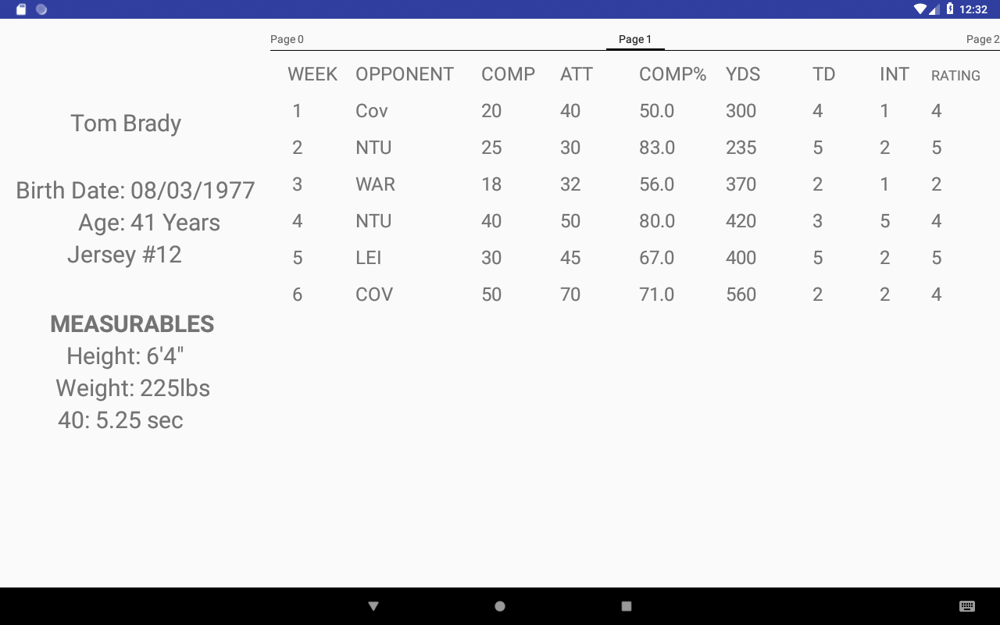 12:32
Page 0 Page 1 Page 2
Tom Brady
Birth Date: 08/03/1977
Age: 41 Years
Jersey #12
MEASURABLES
Height: 6'4"
Weight: 225lbs
40: 5.25 sec
WEEK OPPONENT COMP ATT COMP% YDS TD INT RATING
1 Cov 20 40 50.0 300 4 1 4
2 NTU 25 30 83.0 235 5 2 5
3 WAR 18 32 56.0 370 2 1 2
4 NTU 40 50 80.0 420 3 5 4
5 LEI 30 45 67.0 400 5 2 5
6 COV 50 70 71.0 560 2 2 4